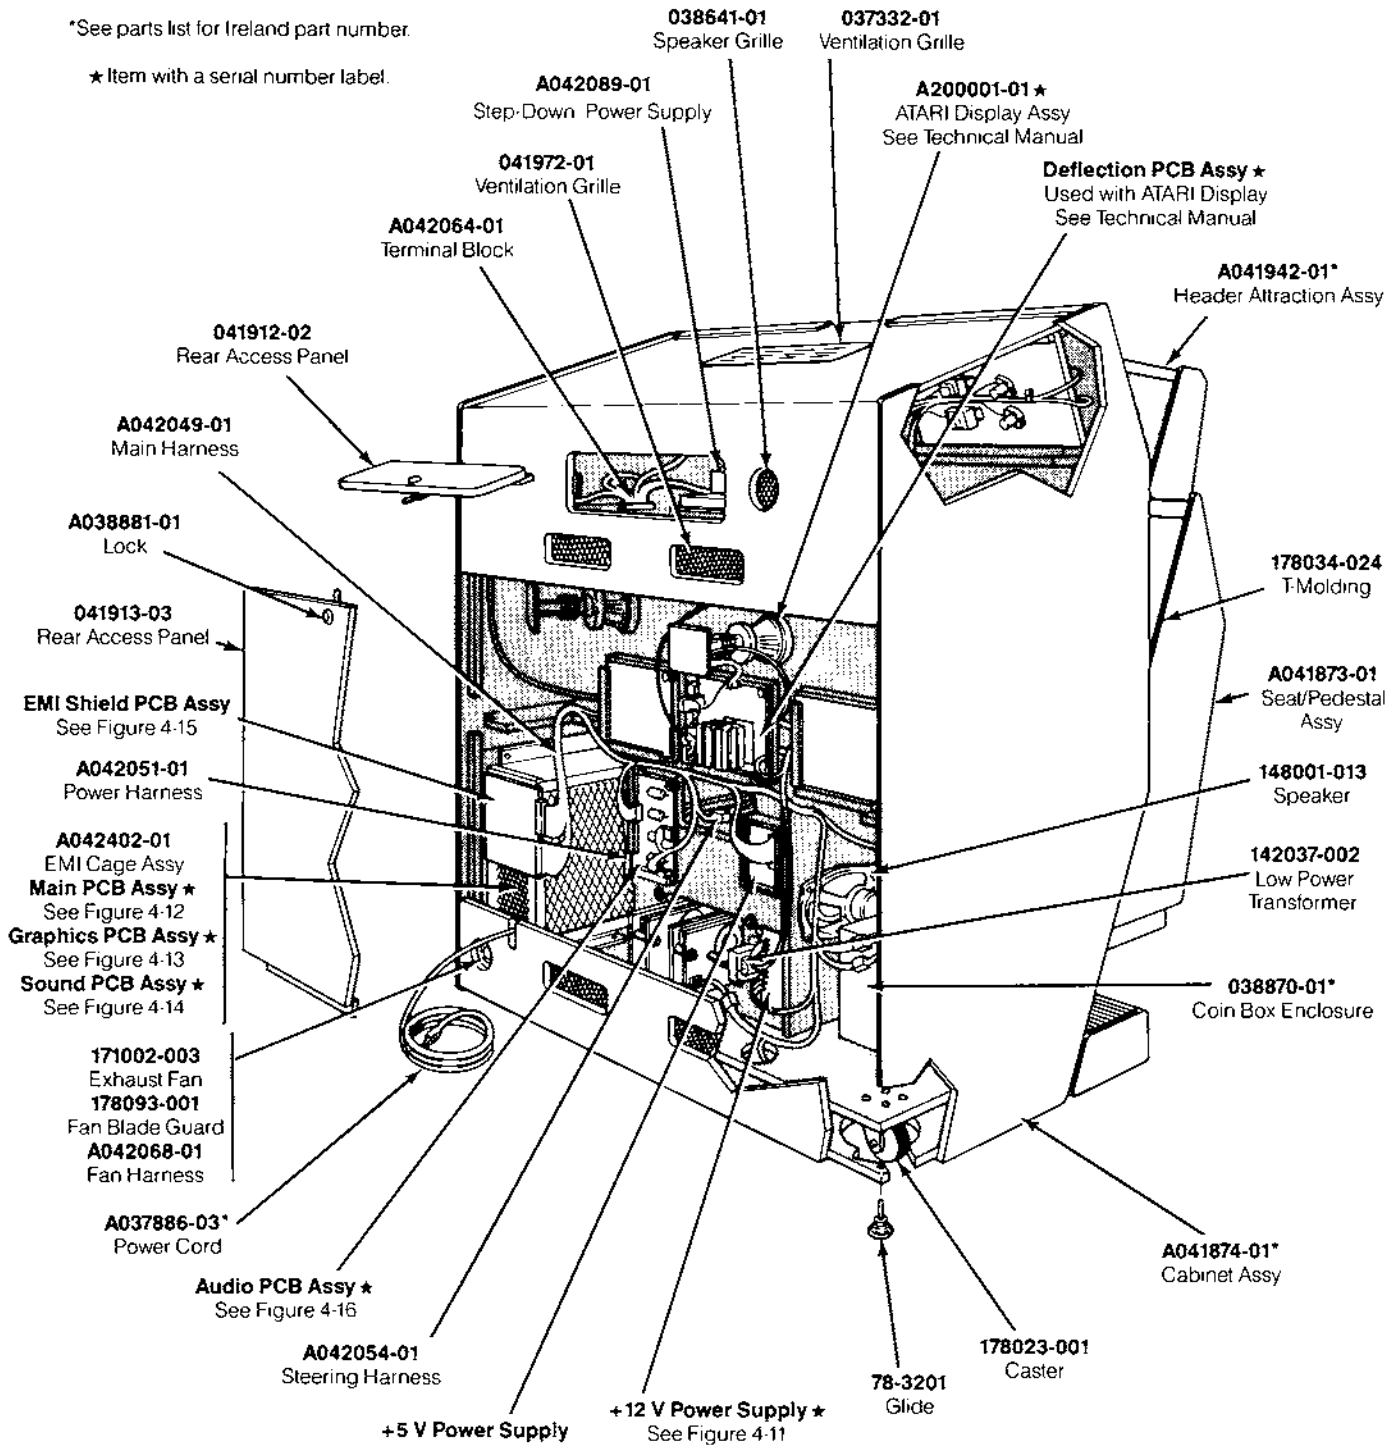 *See parts list for Ireland part number.
★ Item with a serial number label.
038641-01
Speaker Grille
037332-01
Ventilation Grille
A042089-01
Step-Down Power Supply
A200001-01 ★
ATARI Display Assy
See Technical Manual
041972-01
Ventilation Grille
Deflection PCB Assy ★
Used with ATARI Display
See Technical Manual
A042064-01
Terminal Block
A041942-01*
Header Attraction Assy
041912-02
Rear Access Panel
A042049-01
Main Harness
A038881-01
Lock
178034-024
T-Molding
041913-03
Rear Access Panel
A041873-01
Seat/Pedestal
Assy
EMI Shield PCB Assy
See Figure 4-15
A042051-01
Power Harness
148001-013
Speaker
A042402-01
EMI Cage Assy
Main PCB Assy ★
See Figure 4-12
Graphics PCB Assy ★
See Figure 4-13
Sound PCB Assy ★
See Figure 4-14
142037-002
Low Power
Transformer
038870-01*
Coin Box Enclosure
171002-003
Exhaust Fan
178093-001
Fan Blade Guard
A042068-01
Fan Harness
A037886-03*
Power Cord
A041874-01*
Cabinet Assy
Audio PCB Assy ★
See Figure 4-16
A042054-01
Steering Harness
178023-001
Caster
78-3201
Glide
+5 V Power Supply
+12 V Power Supply ★
See Figure 4-11